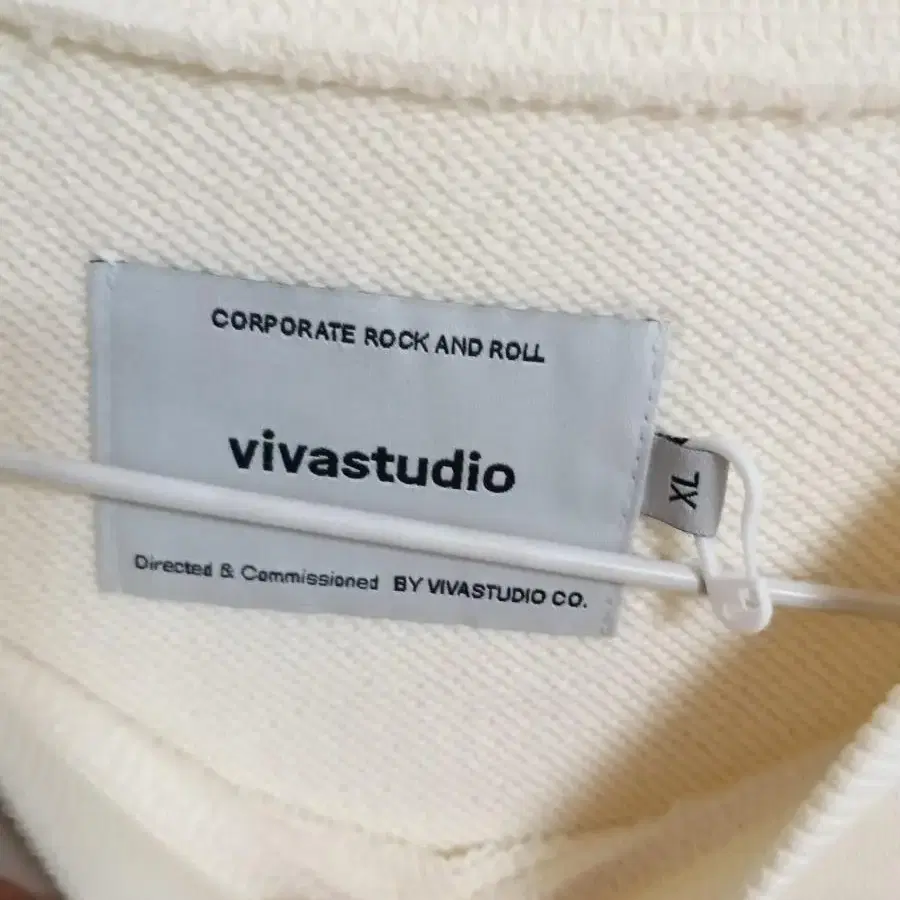 CORPORATE ROCK AND ROLL
vivastudio
XL
Directed & Commissioned BY VIVASTUDIO CO.